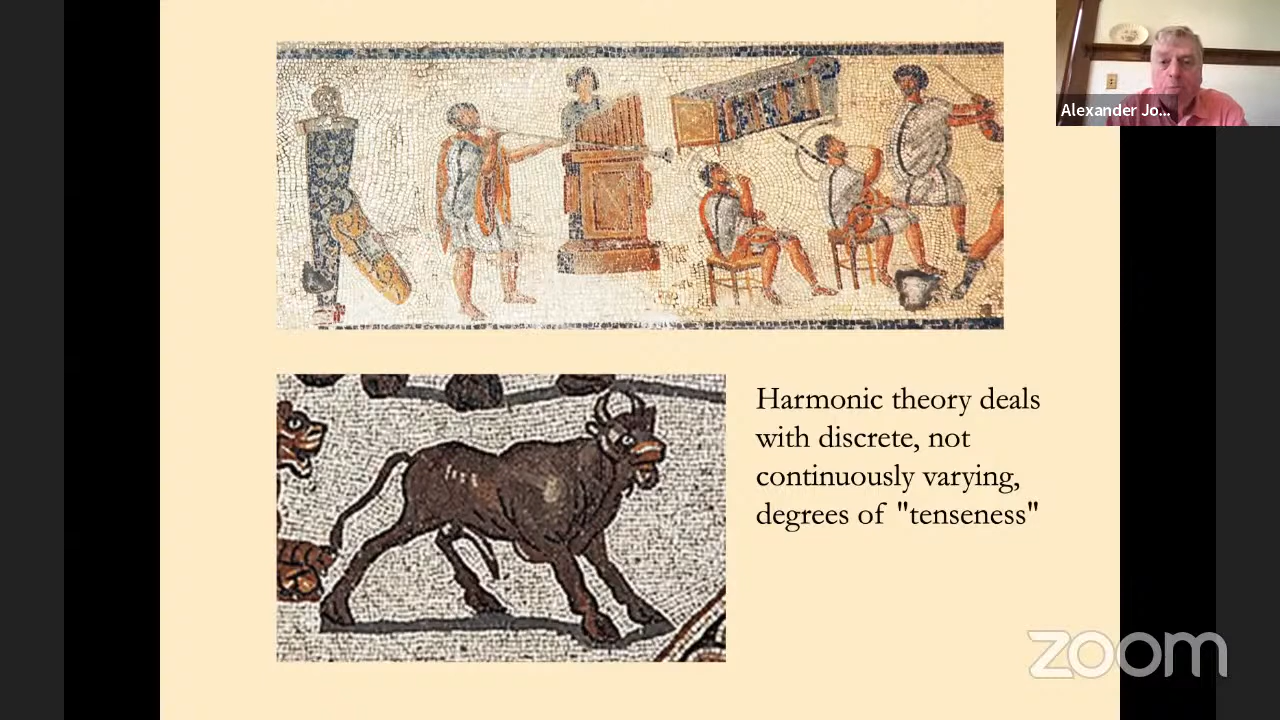 Alexander Jo...
Harmonic theory deals
with discrete, not
continuously varying,
degrees of "tenseness"
zoom